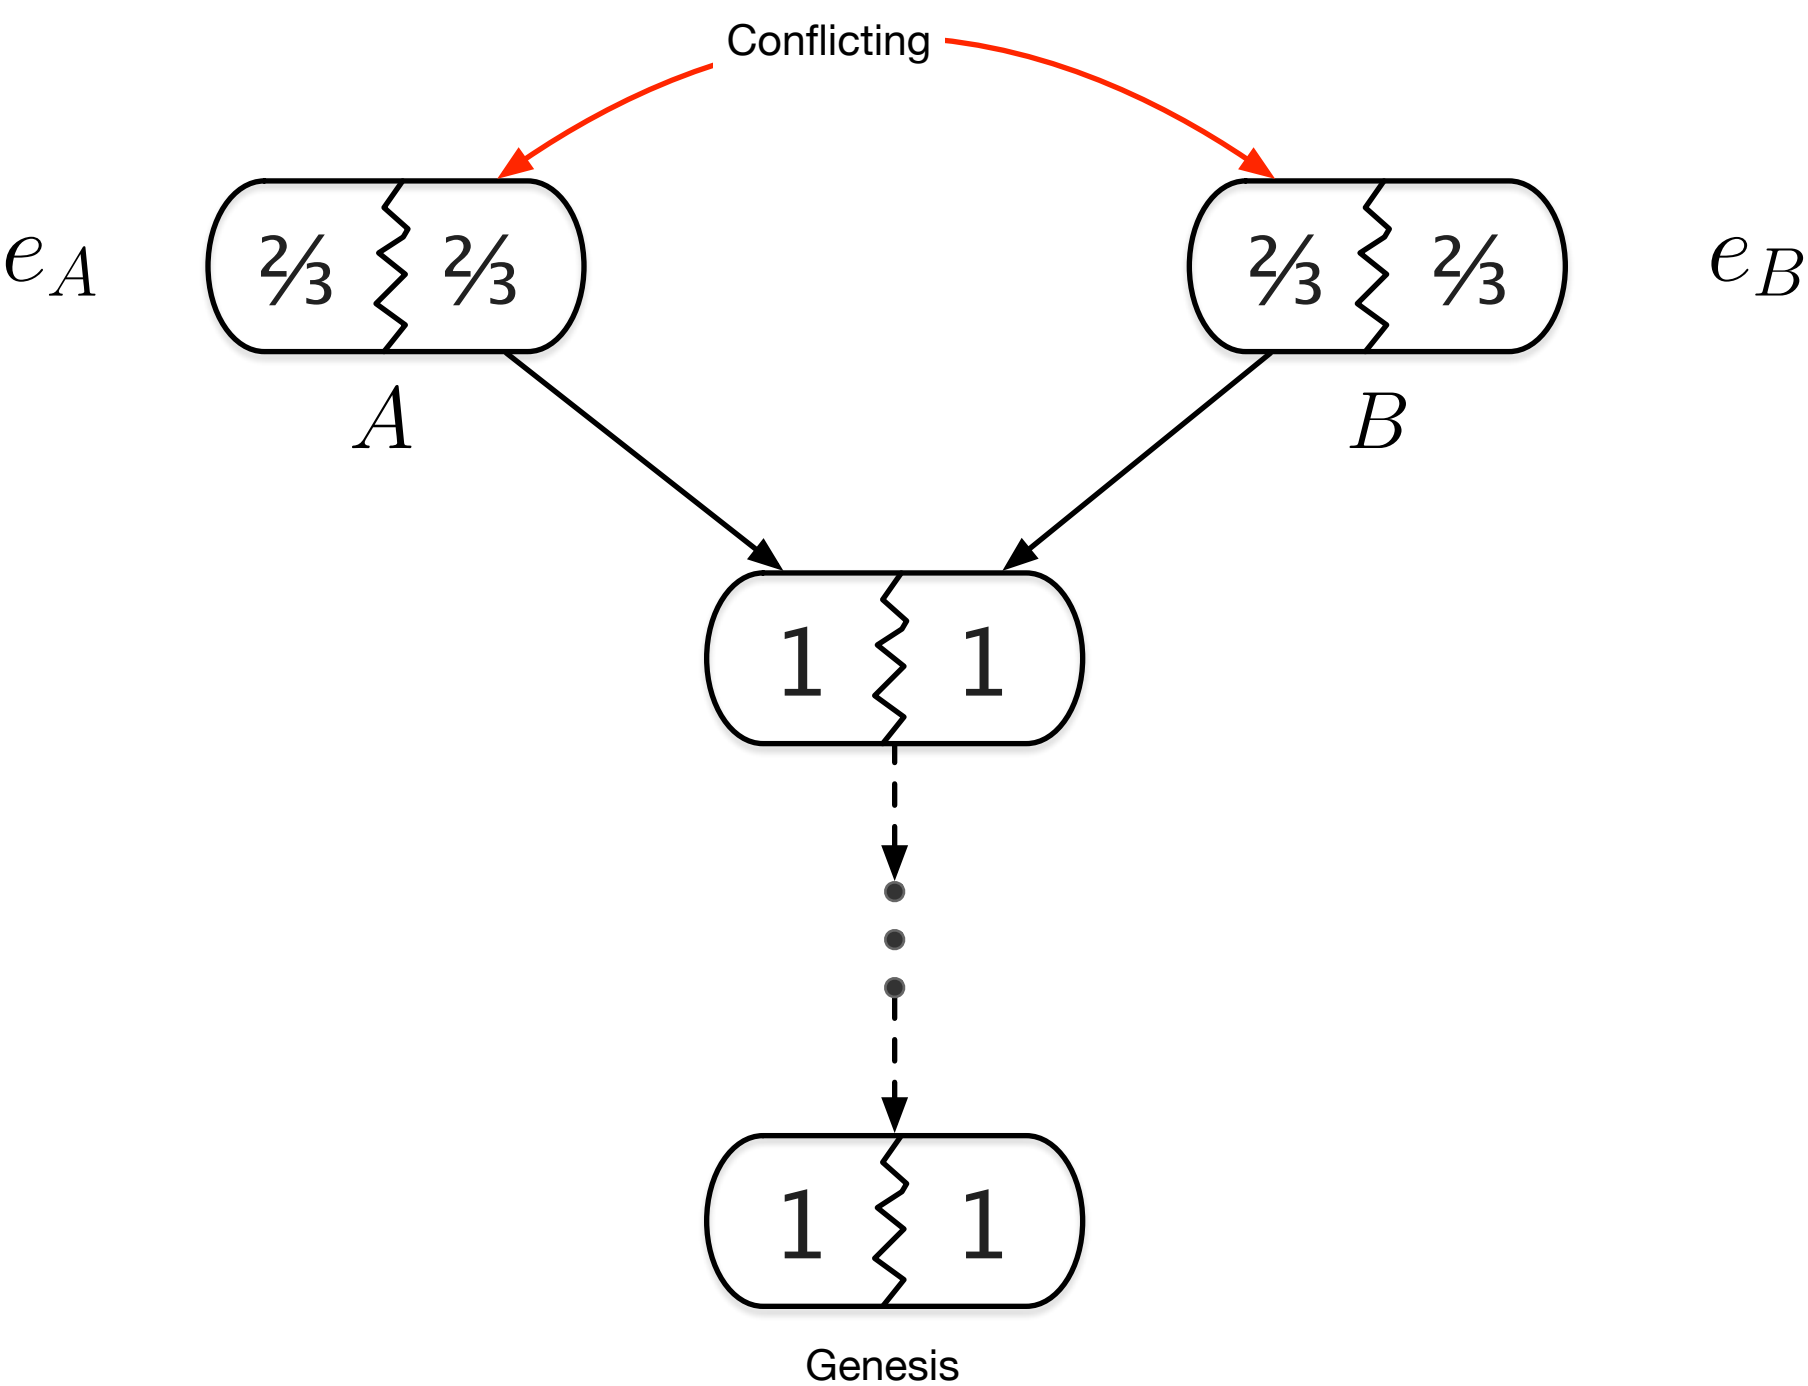 Conflicting
e_A ⅔ ⅔ ⅔ ⅔ e_B
A B
1 1
1 1
Genesis